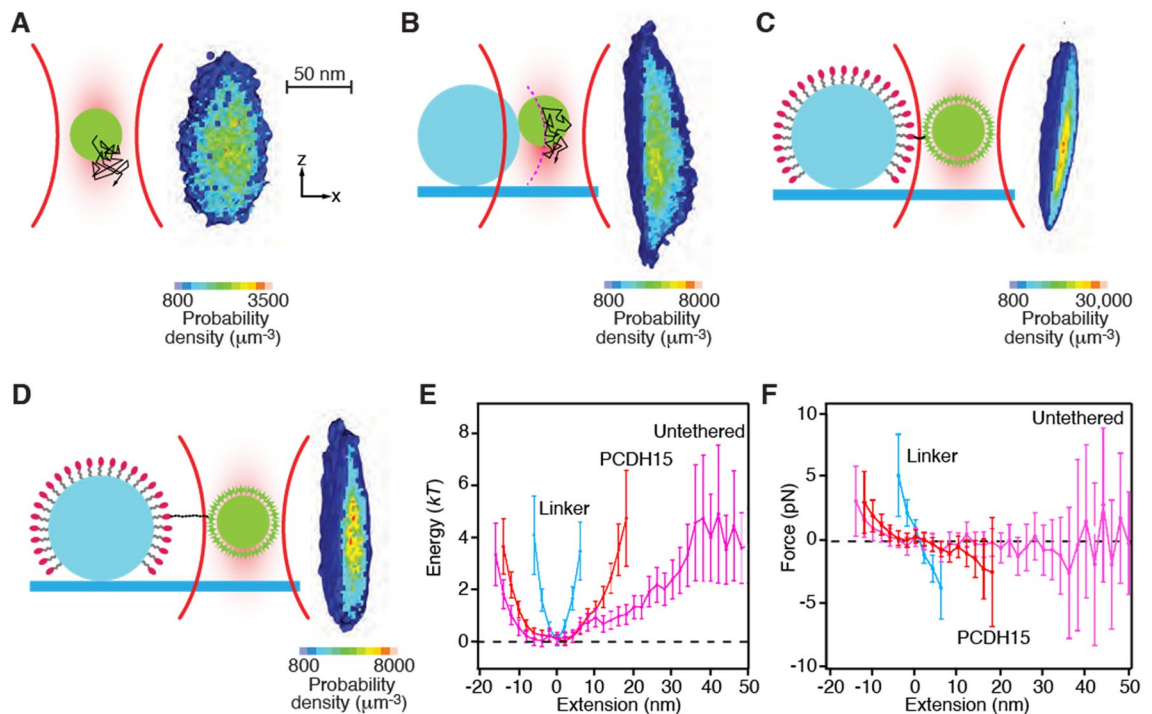 A
50 nm
z
x
800 3500
Probability
density (μm-3)
B
800 8000
Probability
density (μm-3)
C
800 30,000
Probability
density (μm-3)
D
800 8000
Probability
density (μm-3)
E
Energy (kT)
8
6
4
2
0
Untethered
PCDH15
Linker
-20 -10 0 10 20 30 40 50
Extension (nm)
F
Force (pN)
10
5
0
-5
-10
Untethered
Linker
PCDH15
-20 -10 0 10 20 30 40 50
Extension (nm)